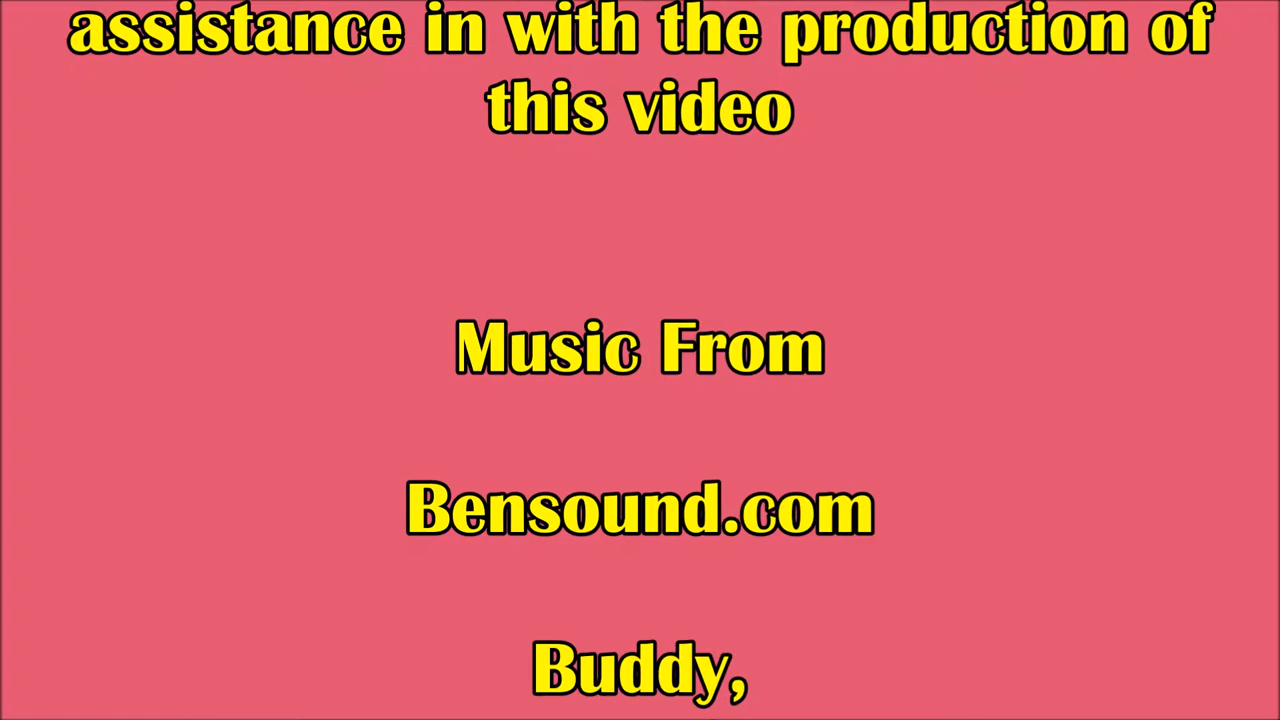 assistance in with the production of
this video
Music From
Bensound.com
Buddy,